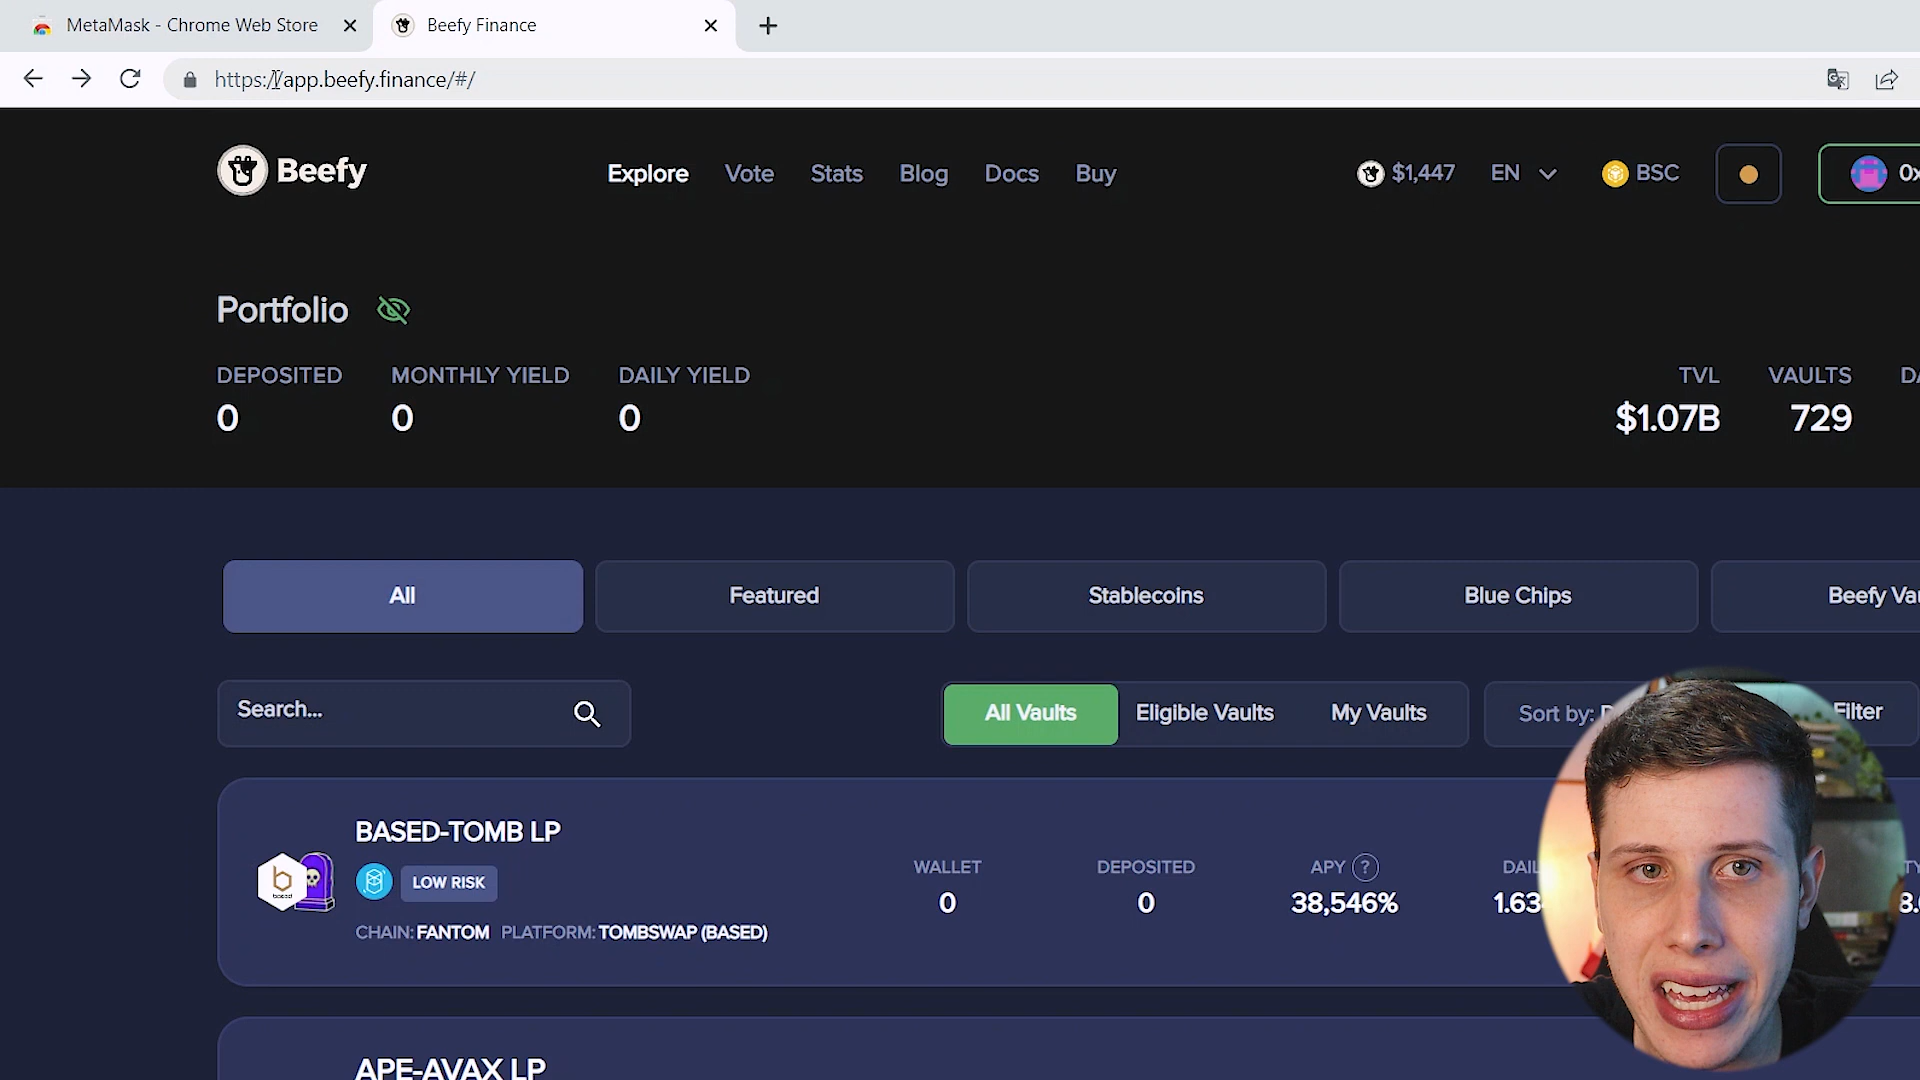 MetaMask - Chrome Web Store
Beefy Finance
https://app.beefy.finance/#/
Beefy
Explore
Vote
Stats
Blog
Docs
Buy
$1,447
EN
BSC
0x
Portfolio
DEPOSITED
MONTHLY YIELD
DAILY YIELD
TVL
VAULTS
0
0
0
$1.07B
729
All
Featured
Stablecoins
Blue Chips
Beefy
Search...
All Vaults
Eligible Vaults
My Vaults
Sort by:
Filter
BASED-TOMB LP
LOW RISK
CHAIN: FANTOM PLATFORM: TOMBSWAP (BASED)
based
WALLET
DEPOSITED
APY ?
0
0
38,546%
APE-AVAX LP